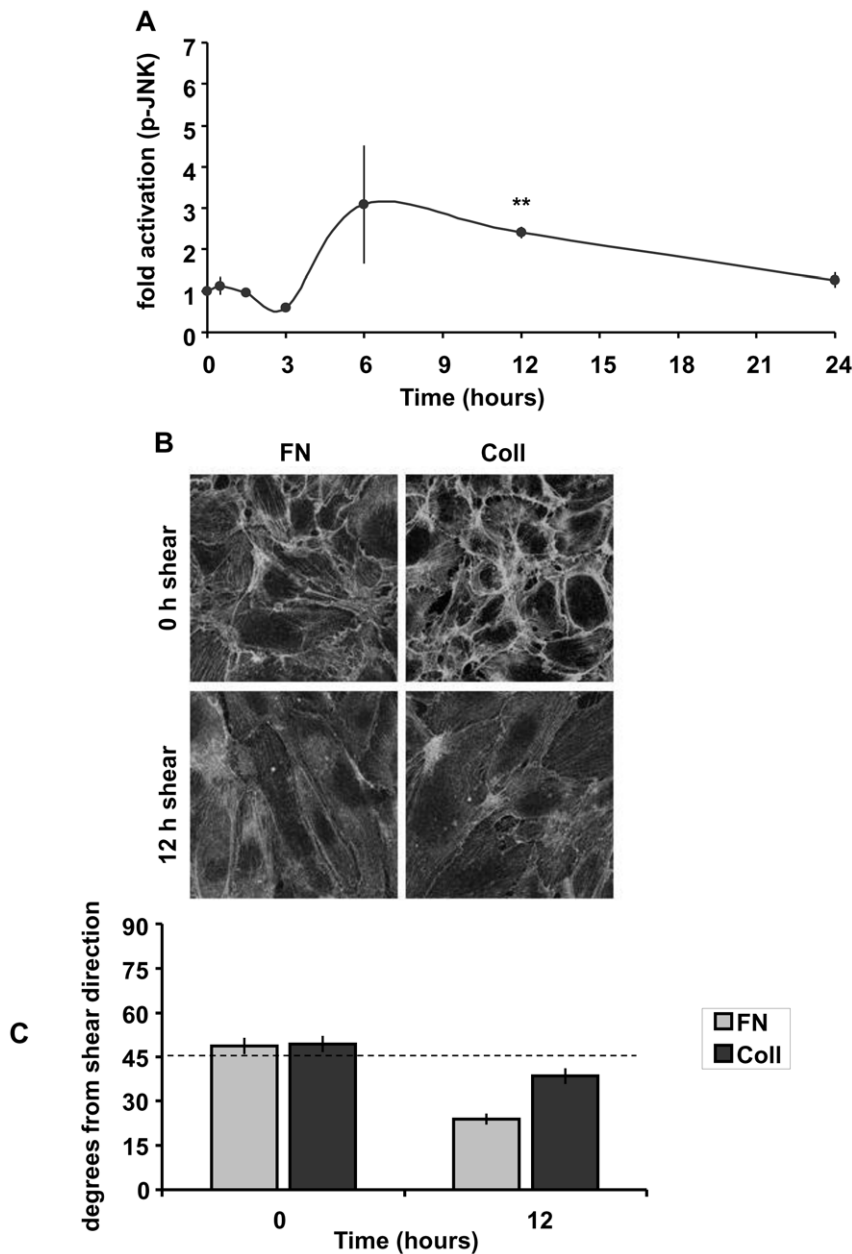 A
fold activation (p-JNK)
7
6
5
4
3
2
1
0
**
0 3 6 9 12 15 18 21 24
Time (hours)
B
FN Coll
0 h shear
12 h shear
C
degrees from shear direction
90
75
60
45
30
15
0
0 12
Time (hours)
FN
Coll